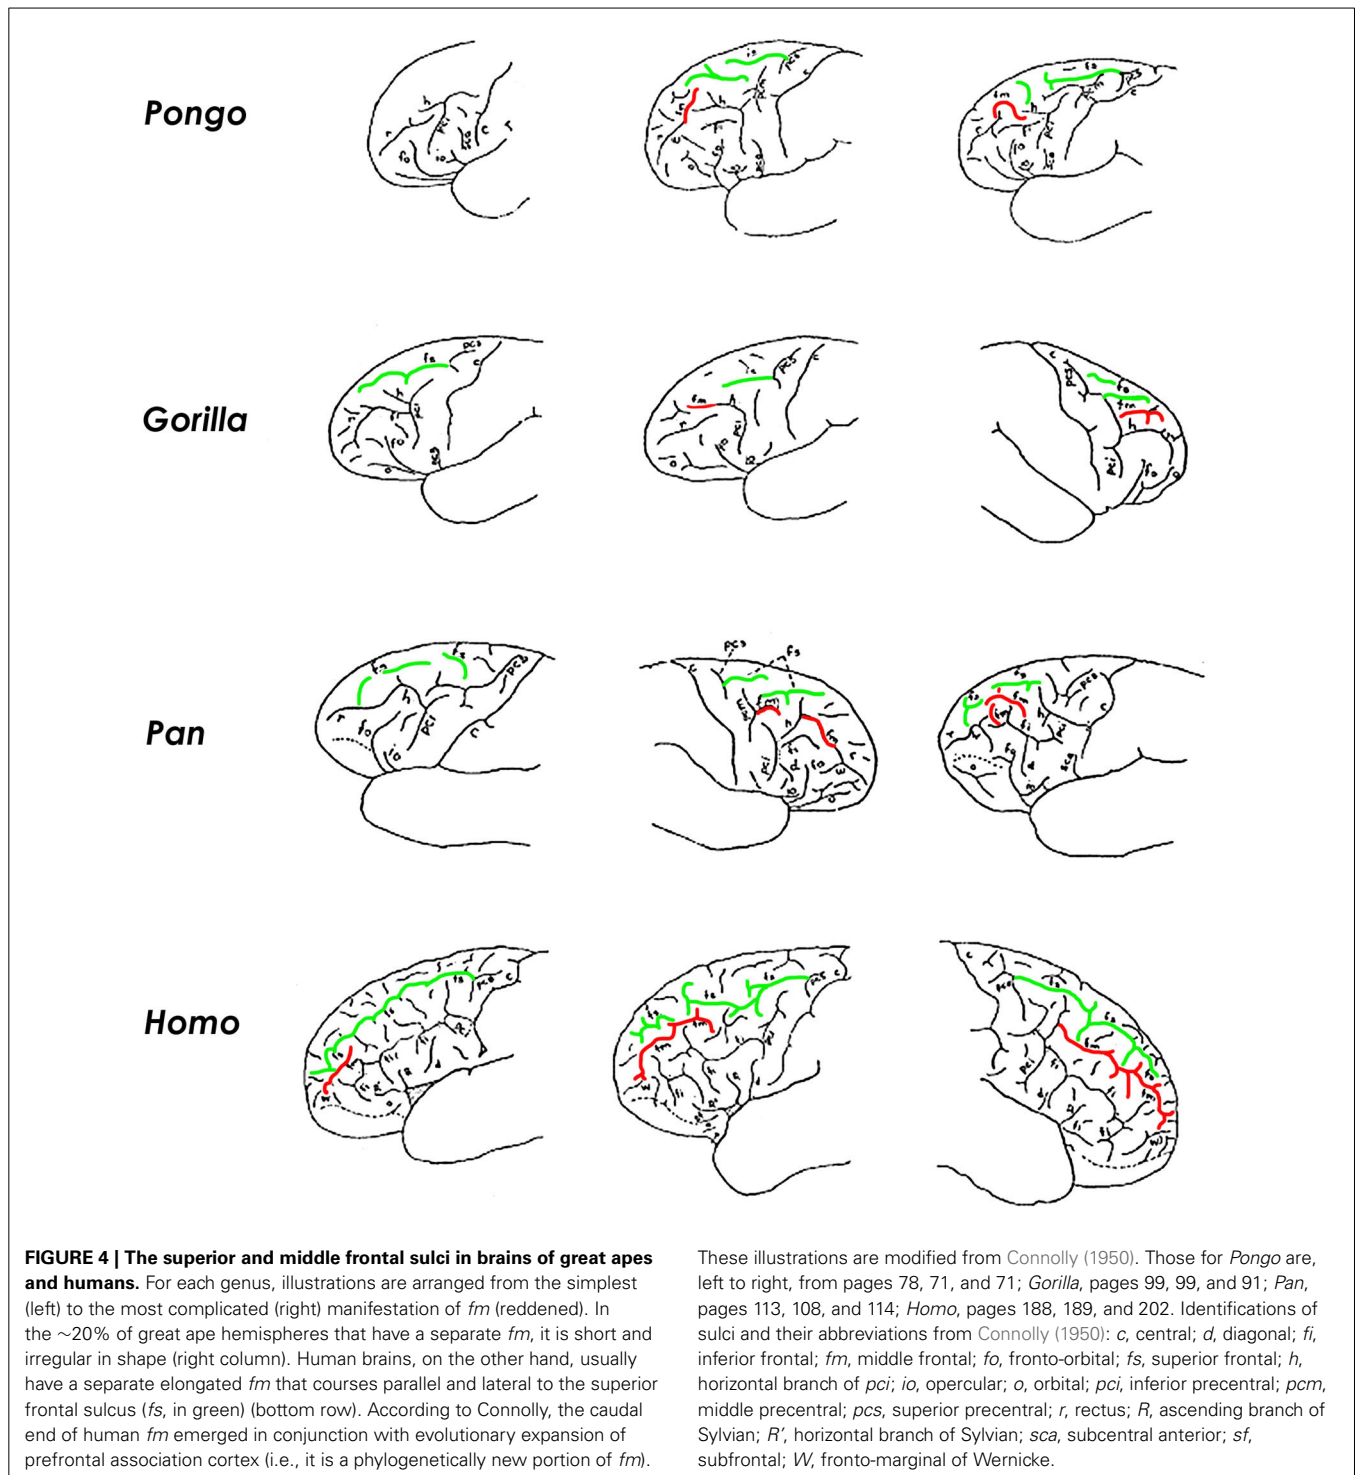 Pongo
Gorilla
Pan
Homo
FIGURE 4 | The superior and middle frontal sulci in brains of great apes
and humans. For each genus, illustrations are arranged from the simplest
(left) to the most complicated (right) manifestation of fm (reddened). In
the ∼20% of great ape hemispheres that have a separate fm, it is short and
irregular in shape (right column). Human brains, on the other hand, usually
have a separate elongated fm that courses parallel and lateral to the superior
frontal sulcus (fs, in green) (bottom row). According to Connolly, the caudal
end of human fm emerged in conjunction with evolutionary expansion of
prefrontal association cortex (i.e., it is a phylogenetically new portion of fm).
These illustrations are modified from Connolly (1950). Those for Pongo are,
left to right, from pages 78, 71, and 71; Gorilla, pages 99, 99, and 91; Pan,
pages 113, 108, and 114; Homo, pages 188, 189, and 202. Identifications of
sulci and their abbreviations from Connolly (1950): c, central; d, diagonal; fi,
inferior frontal; fm, middle frontal; fo, fronto-orbital; fs, superior frontal; h,
horizontal branch of pci; io, opercular; o, orbital; pci, inferior precentral; pcm,
middle precentral; pcs, superior precentral; r, rectus; R, ascending branch of
Sylvian; R′, horizontal branch of Sylvian; sca, subcentral anterior; sf,
subfrontal; W, fronto-marginal of Wernicke.